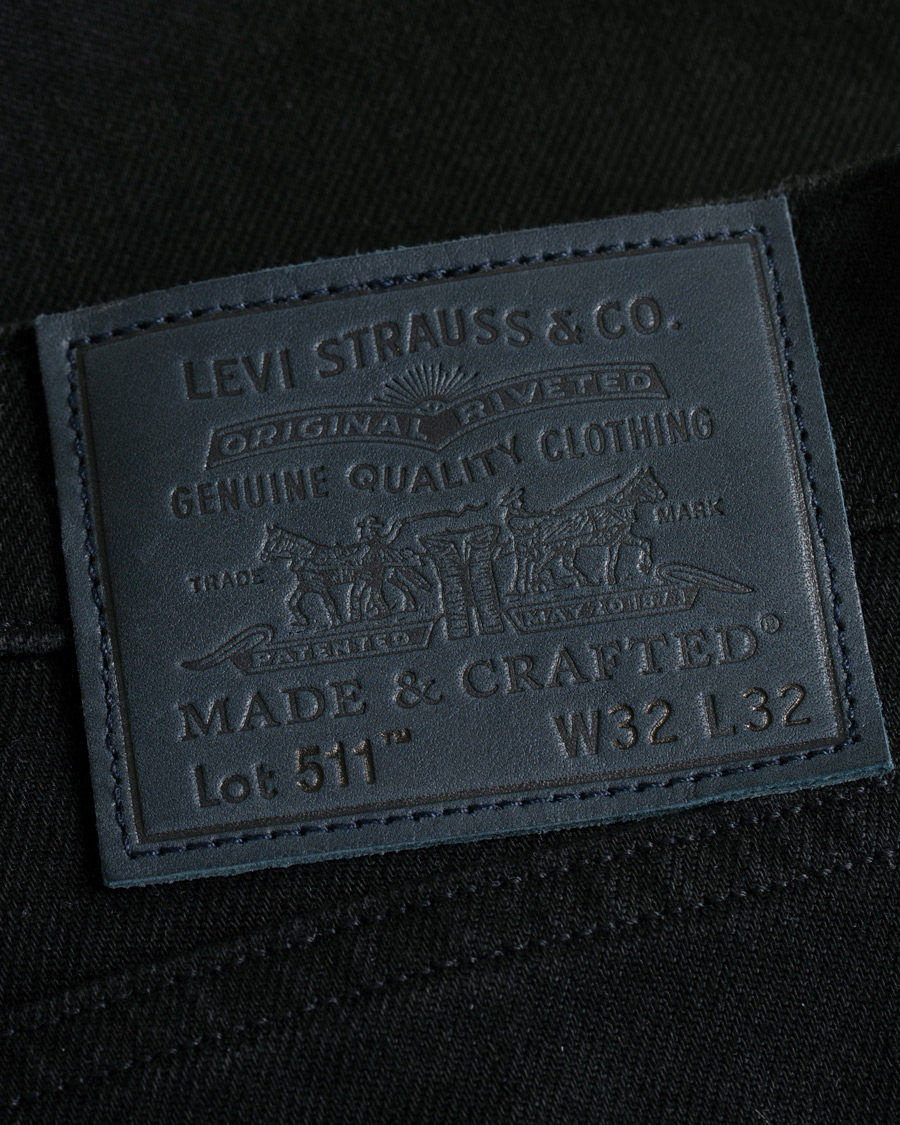 LEVI STRAUSS & CO.
ORIGINAL RIVETED
GENUINE QUALITY CLOTHING
TRADE MARK
PATENTED MAY 20 1873
MADE & CRAFTED®
Lot 511™ W32 L32